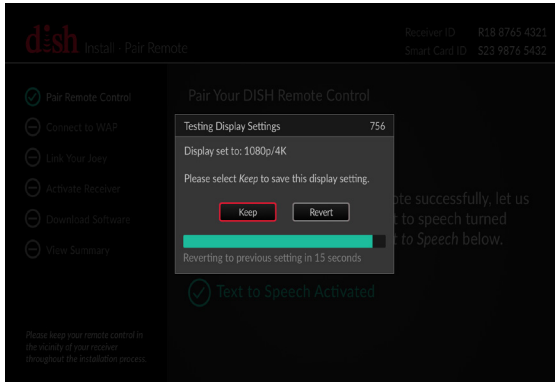 dish Install - Pair Remote
Receiver ID R18 8765 4321
Smart Card ID S23 9876 5432
Pair Remote Control
Connect to WAP
Link Your Joey
Activate Receiver
Download Software
View Summary
Please keep your remote control in
the vicinity of your receiver
throughout the installation process.
Pair Your DISH Remote Control
Testing Display Settings 756
Display set to: 1080p/4K
Please select Keep to save this display setting.
Keep Revert
Reverting to previous setting in 15 seconds
ote successfully, let us
to speech turned
t to Speech below.
Text to Speech Activated